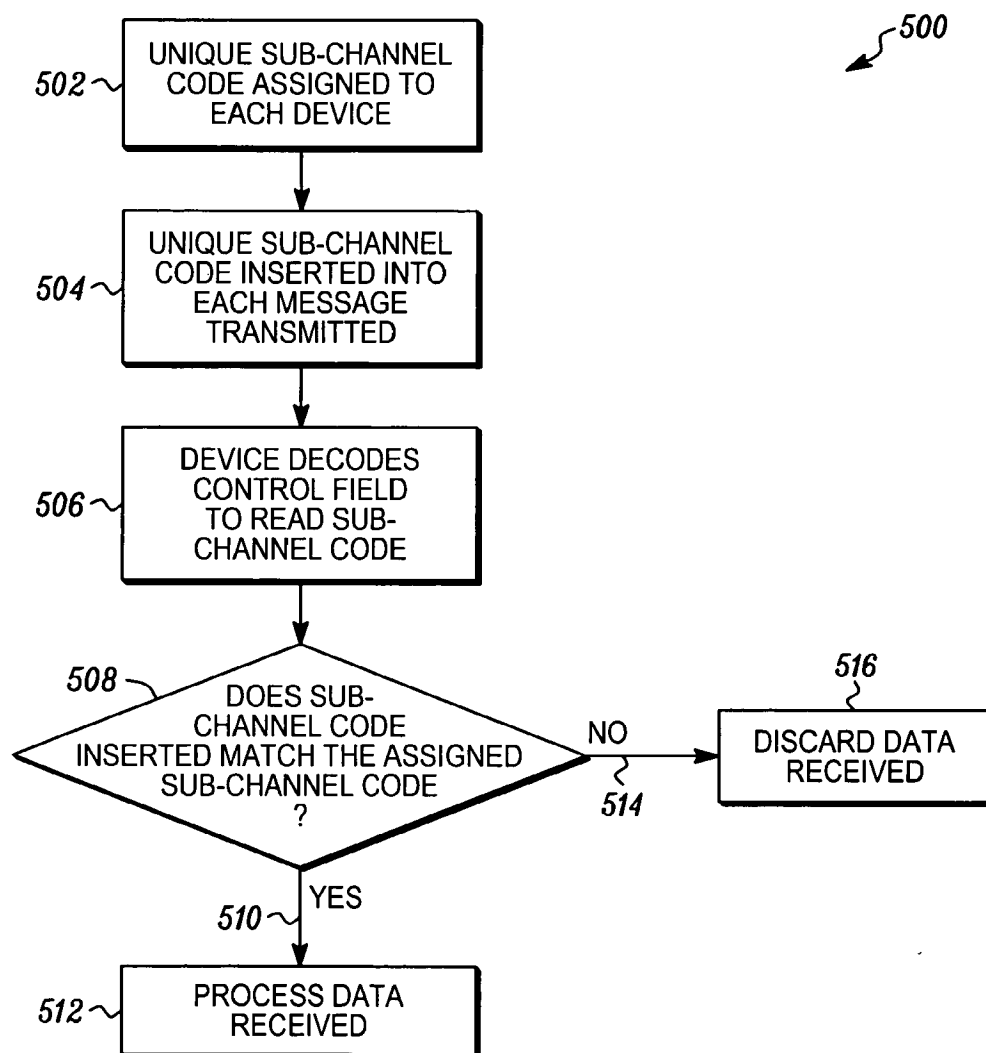 500
502
UNIQUE SUB-CHANNEL
CODE ASSIGNED TO
EACH DEVICE
504
UNIQUE SUB-CHANNEL
CODE INSERTED INTO
EACH MESSAGE
TRANSMITTED
506
DEVICE DECODES
CONTROL FIELD
TO READ SUB-
CHANNEL CODE
508
DOES SUB-
CHANNEL CODE
INSERTED MATCH THE ASSIGNED
SUB-CHANNEL CODE
?
NO
514
516
DISCARD DATA
RECEIVED
YES
510
512
PROCESS DATA
RECEIVED